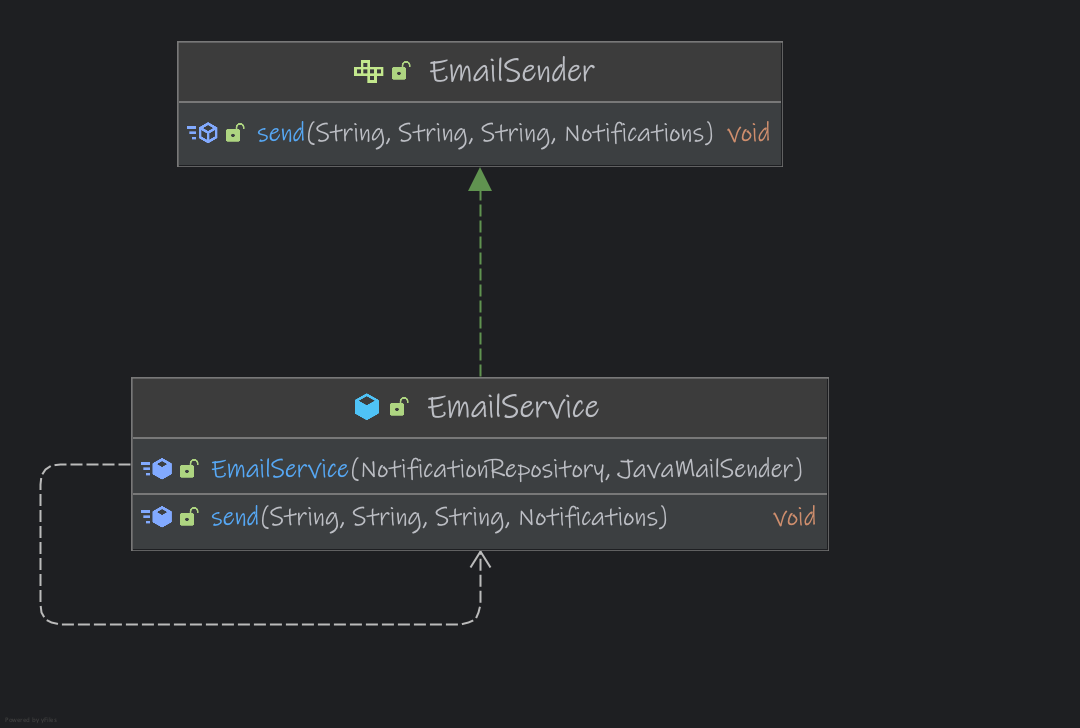 EmailSender
send(String, String, String, Notifications) void
EmailService
EmailService(NotificationRepository, JavaMailSender)
send(String, String, String, Notifications) void
Powered by yFiles